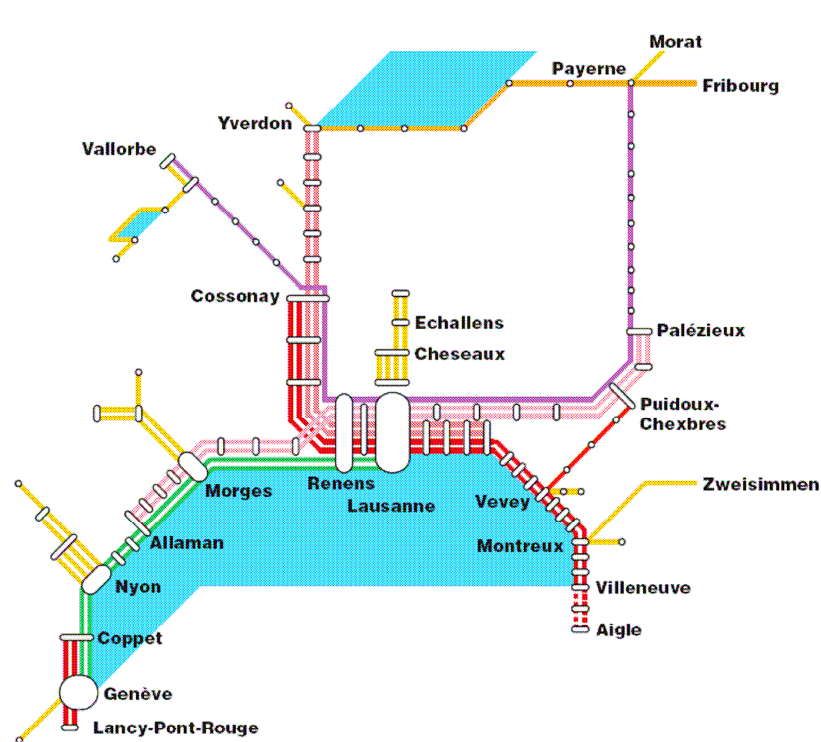 Morat
Payerne
Fribourg
Yverdon
Vallorbe
Cossonay
Echallens
Palézieux
Cheseaux
Puidoux-
Chexbres
Renens
Morges
Zweisimmen
Vevey
Lausanne
Allaman
Montreux
Nyon
Villeneuve
Aigle
Coppet
Genève
Lancy-Pont-Rouge